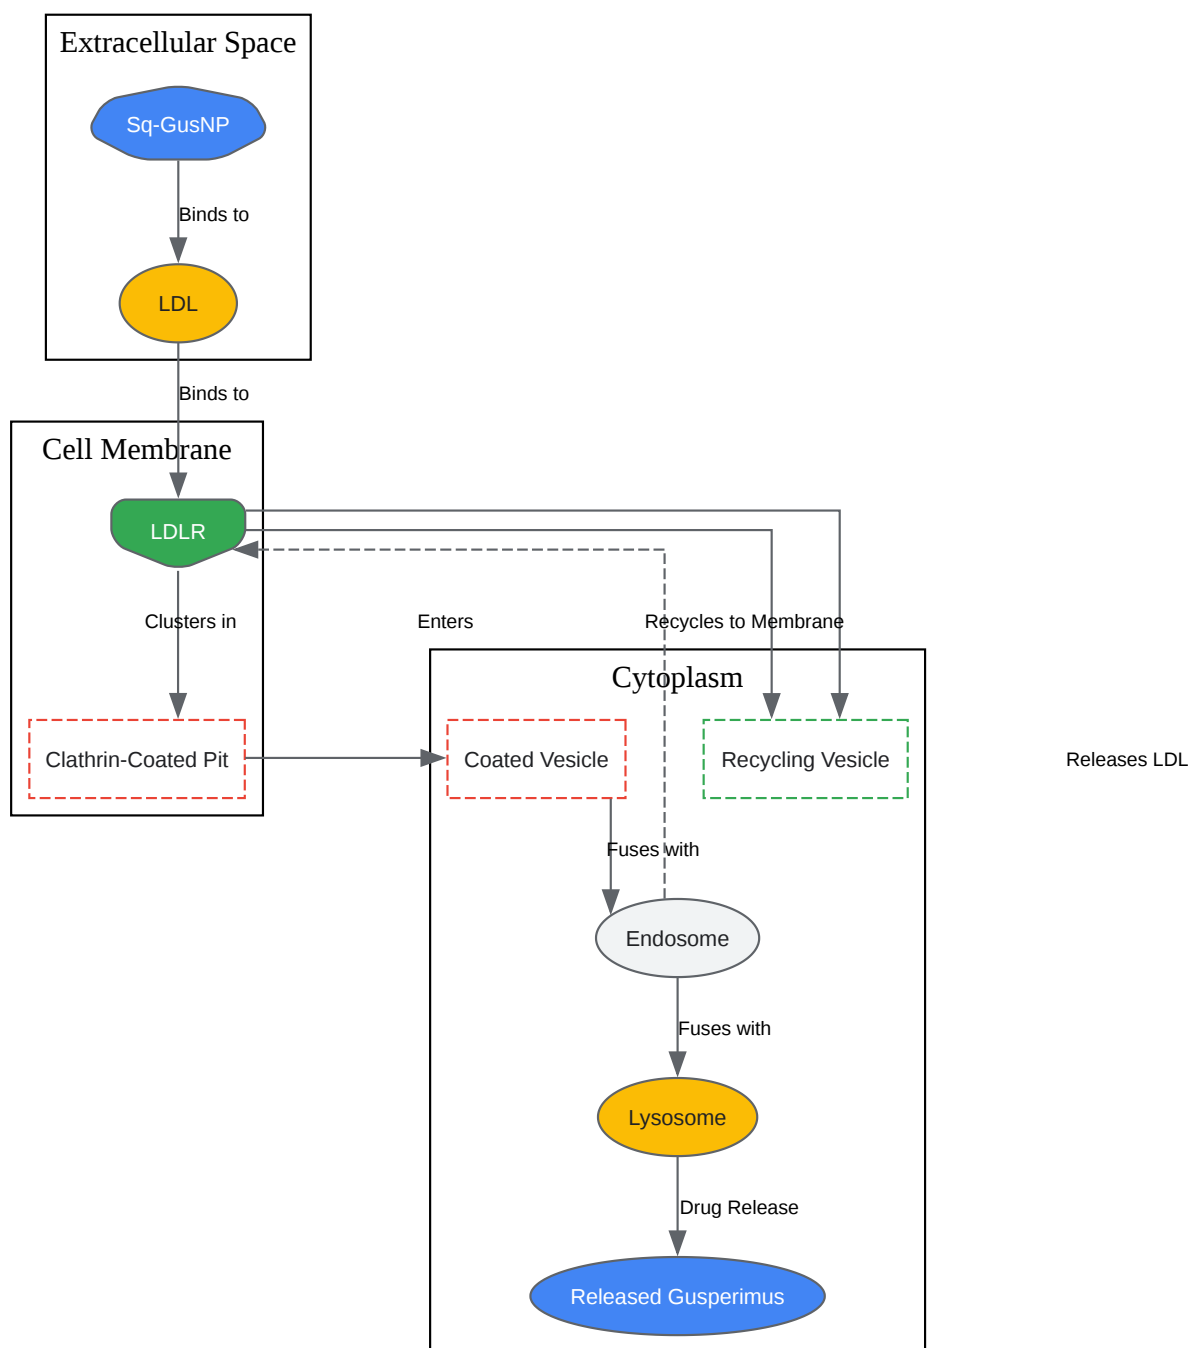 Extracellular Space
Sq-GusNP
Binds to
LDL
Binds to
Cell Membrane
LDLR
Clusters in
Enters
Recycles to Membrane
Cytoplasm
Clathrin-Coated Pit
Coated Vesicle
Recycling Vesicle
Releases LDL
Fuses with
Endosome
Fuses with
Lysosome
Drug Release
Released Gusperimus